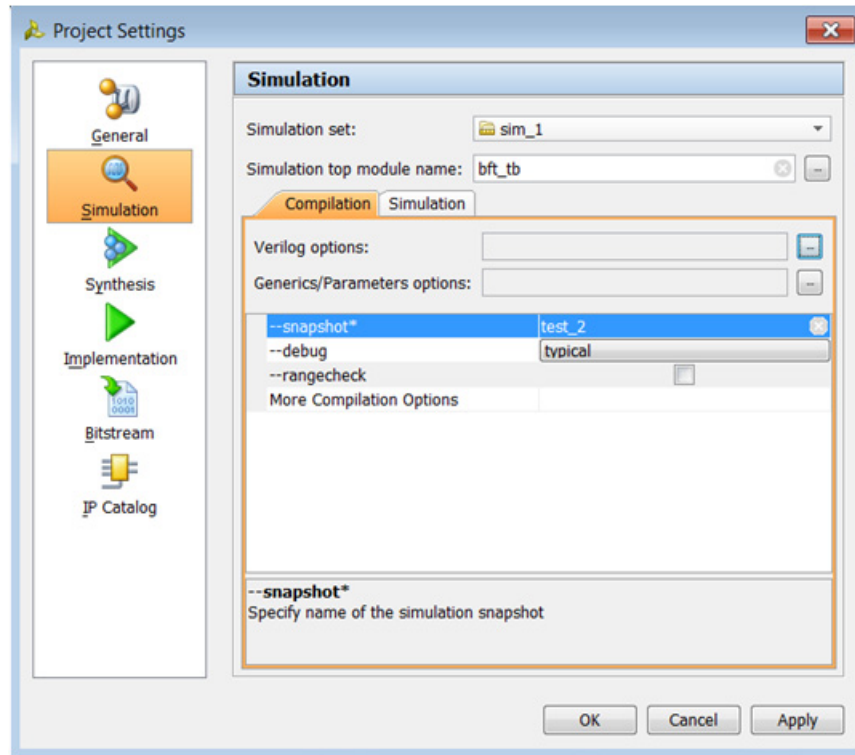 Project Settings
General
Simulation
Synthesis
Implementation
Bitstream
IP Catalog
Simulation
Simulation set: sim_1
Simulation top module name: bft_tb
Compilation Simulation
Verilog options:
Generics/Parameters options:
--snapshot* test_2
--debug typical
--rangecheck
More Compilation Options
--snapshot*
Specify name of the simulation snapshot
OK Cancel Apply